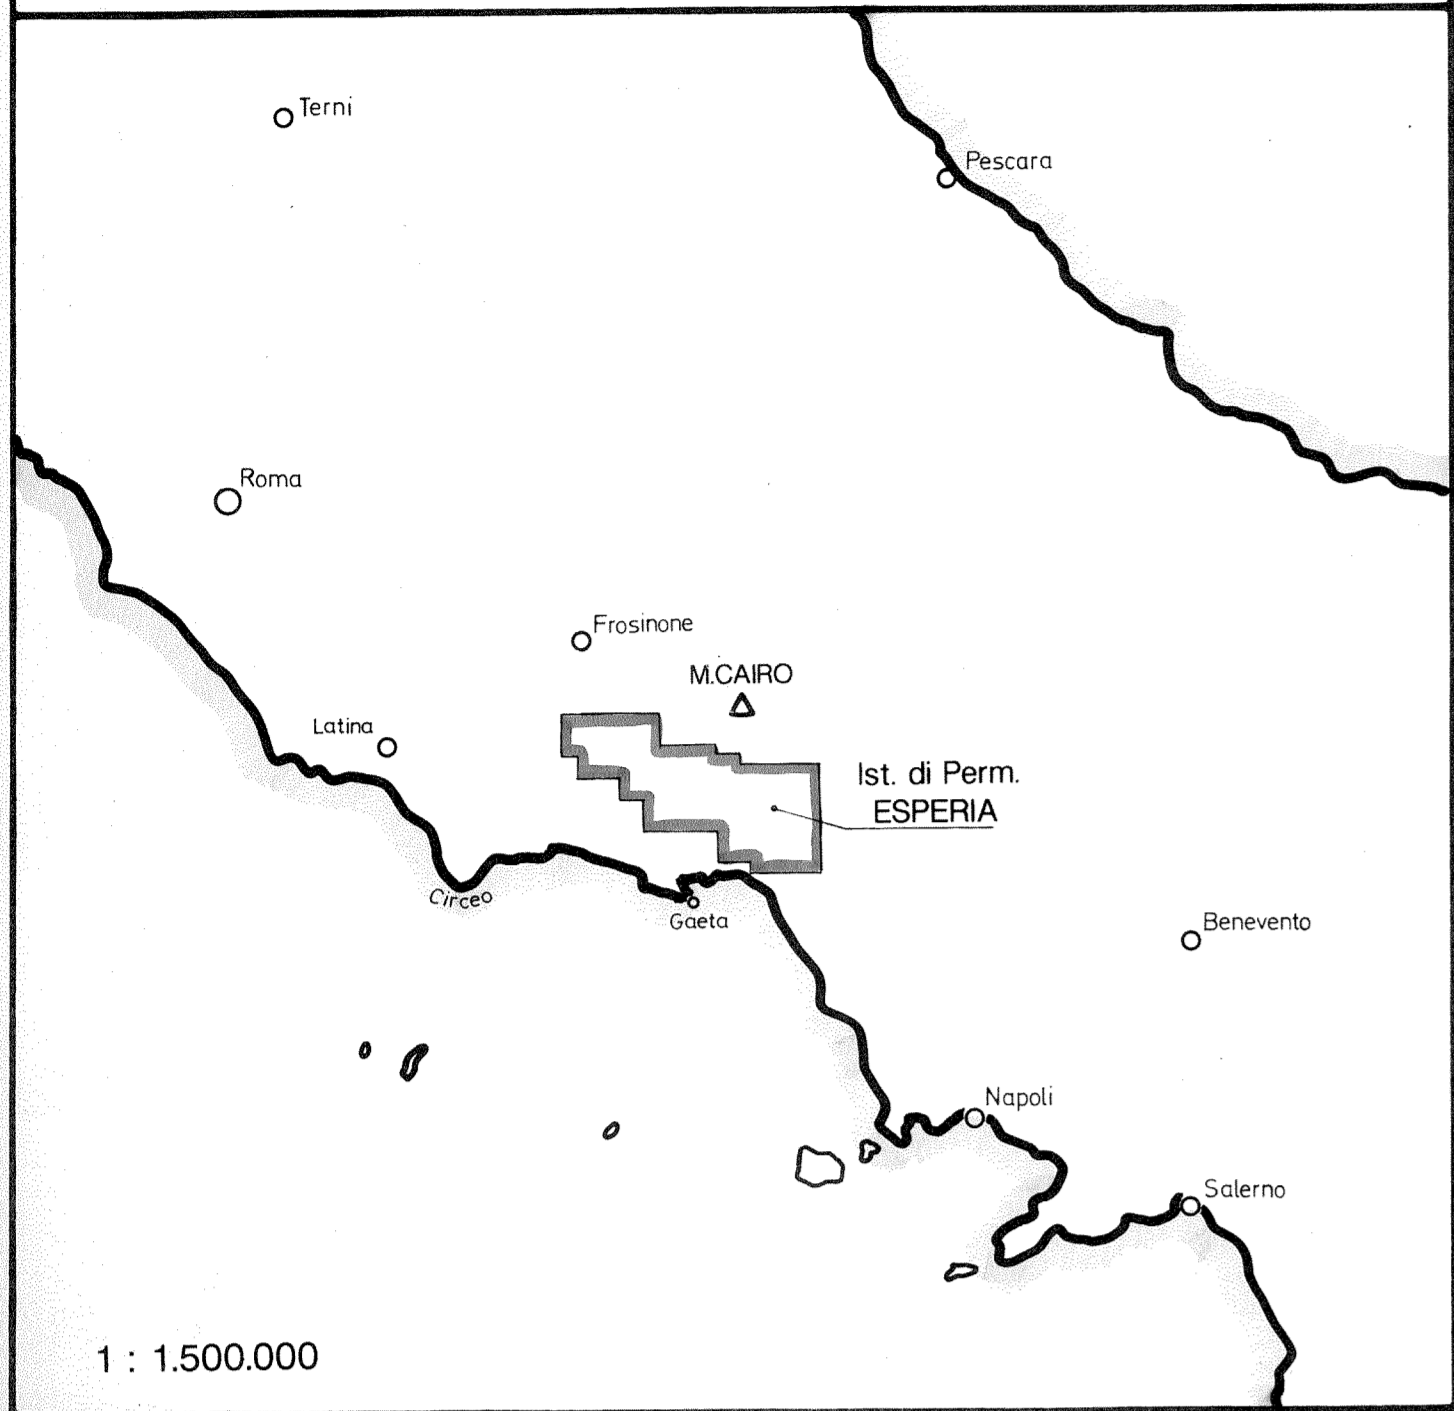 Terni
Pescara
Roma
Frosinone
M.CAIRO
Latina
Ist. di Perm.
ESPERIA
Circeo
Gaeta
Benevento
Napoli
Salerno
1 : 1.500.000